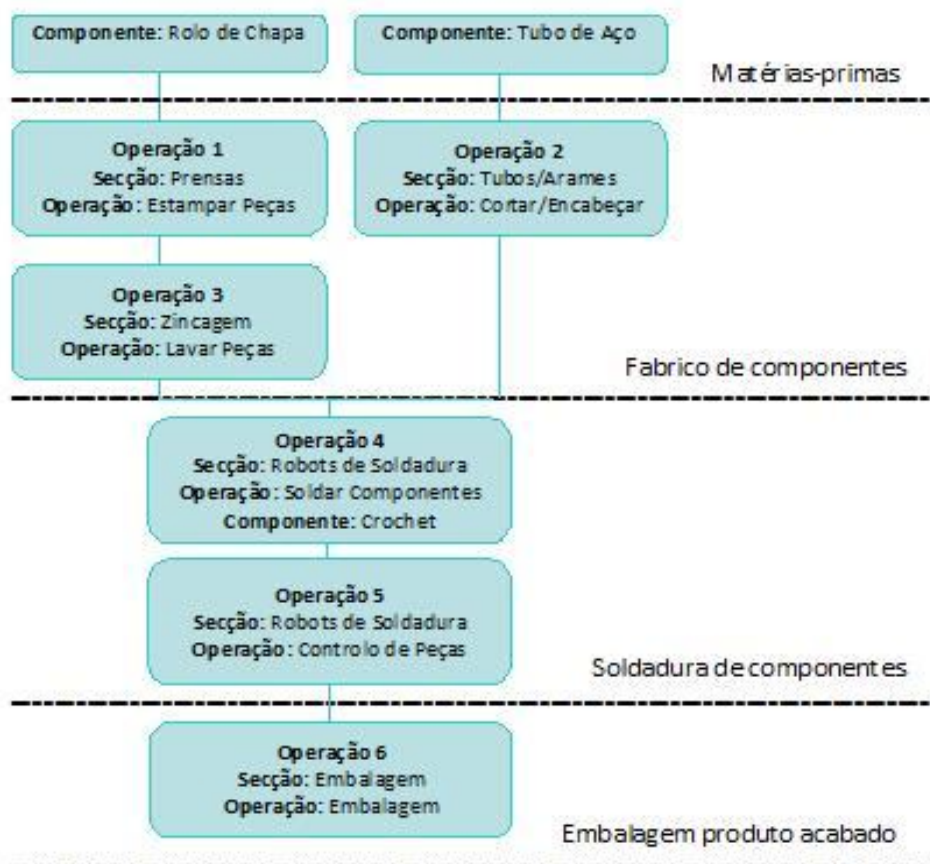 Componente: Rolo de Chapa
Componente: Tubo de Aço
Matérias-primas
Operação 1
Secção: Prensas
Operação: Estampar Peças
Operação 2
Secção: Tubos/Arames
Operação: Cortar/Encabeçar
Operação 3
Secção: Zincagem
Operação: Lavar Peças
Fabrico de componentes
Operação 4
Secção: Robots de Soldadura
Operação: Soldar Componentes
Componente: Crochet
Operação 5
Secção: Robots de Soldadura
Operação: Controlo de Peças
Soldadura de componentes
Operação 6
Secção: Embalagem
Operação: Embalagem
Embalagem produto acabado